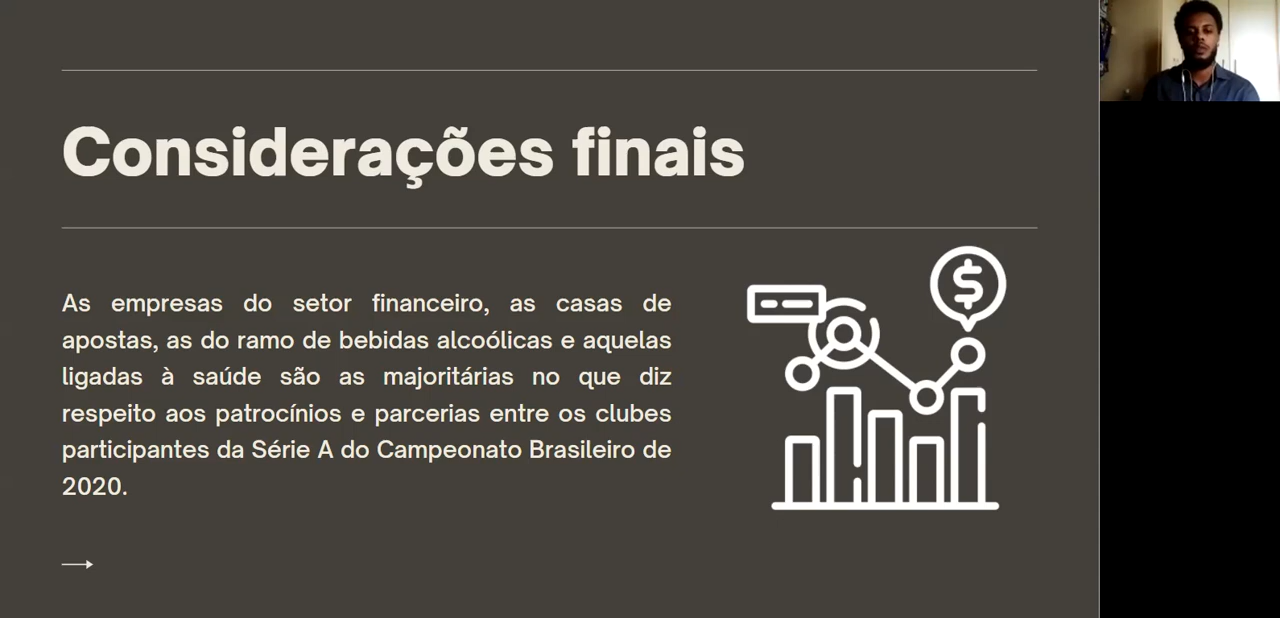 Considerações finais
As empresas do setor financeiro, as casas de
apostas, as do ramo de bebidas alcoólicas e aquelas
ligadas à saúde são as majoritárias no que diz
respeito aos patrocínios e parcerias entre os clubes
participantes da Série A do Campeonato Brasileiro de
2020.
$